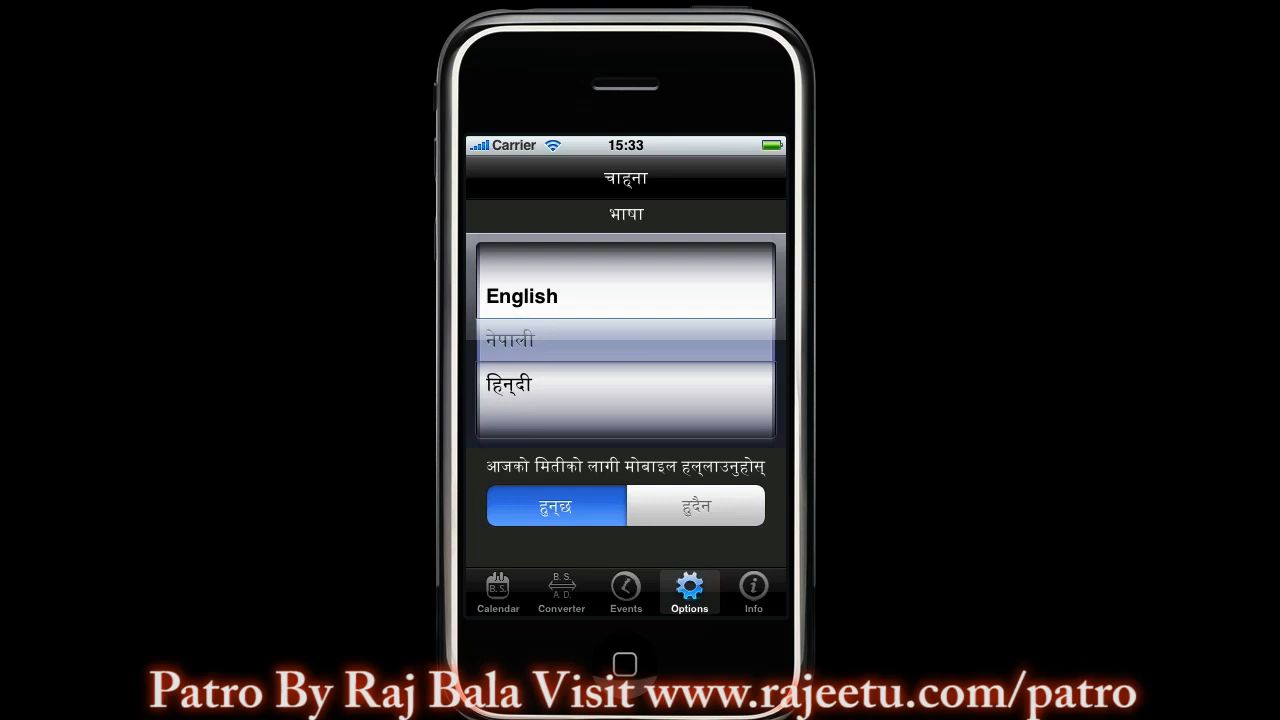 Carrier 15:33
चाह्ना
भाषा
English
नेपाली
हिन्दी
आजको मितीको लागी मोबाइल हल्लाउनुहोस्
हुन्छ हुदैन
B. S. B. S.
A. D.
Calendar Converter Events Options Info
Patro By Raj Bala Visit www.rajeetu.com/patro